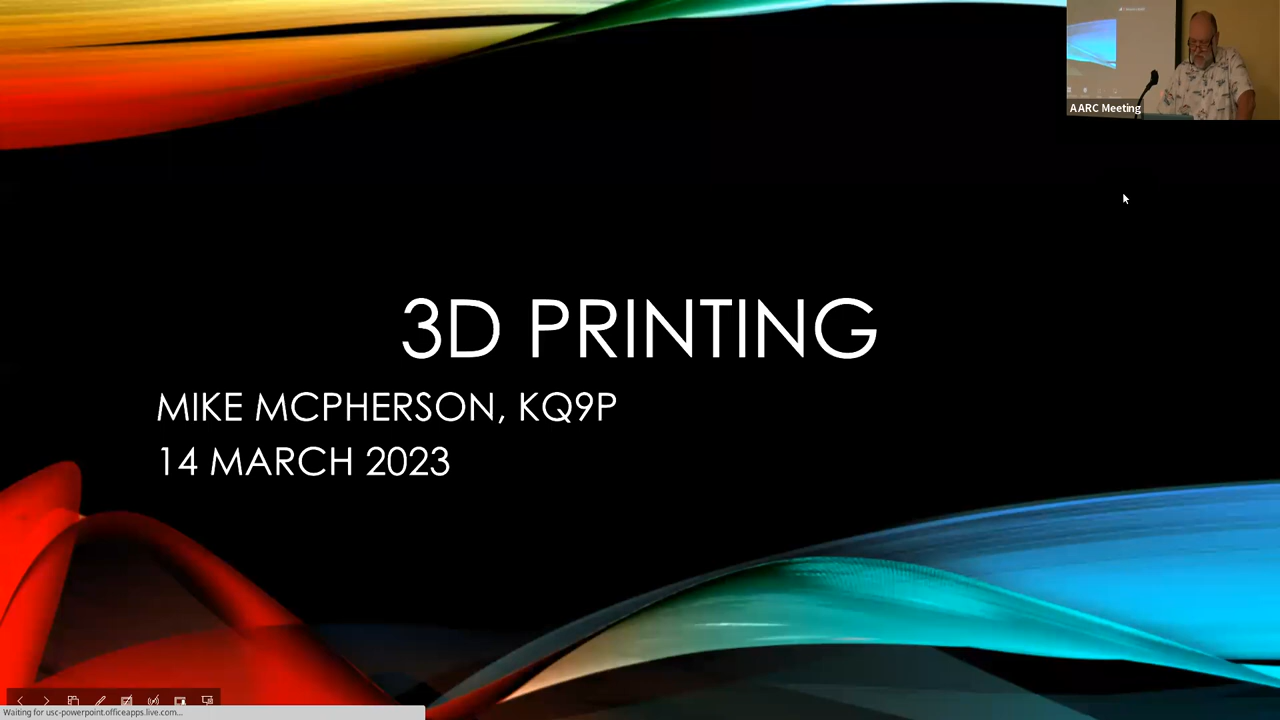 AARC Meeting
3D PRINTING
MIKE MCPHERSON, KQ9P
14 MARCH 2023
Waiting for usc-powerpoint.officeapps.live.com...